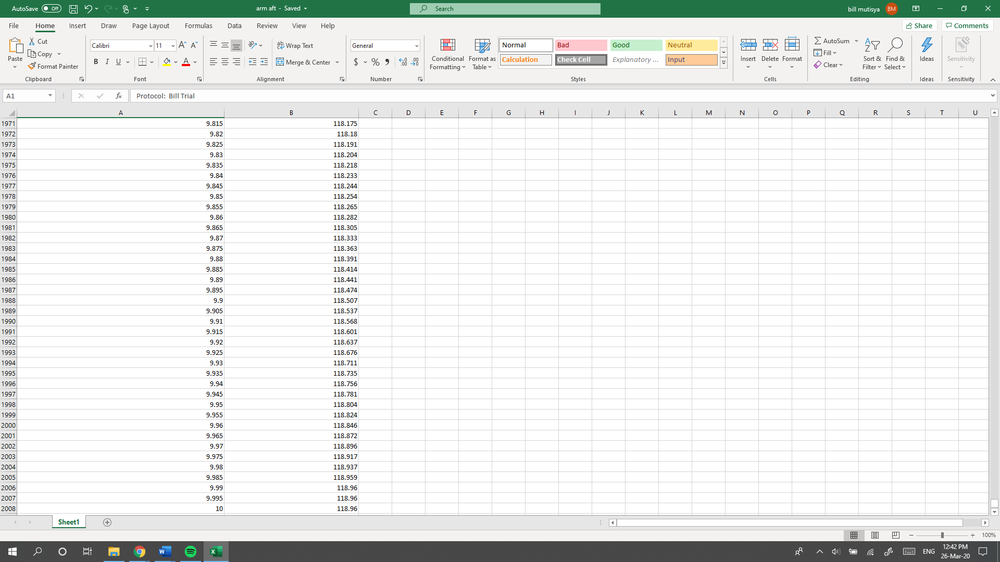 AutoSave Off arm aft - Saved Search bill mutisya BM
File Home Insert Draw Page Layout Formulas Data Review View Help Share Comments
Paste Cut Copy Format Painter Clipboard
Calibri 11 B I U A Font
Wrap Text Merge & Center Alignment
General $ % Number
Conditional Formatting Format as Table
Normal Bad Good Neutral
Calculation Check Cell Explanatory ... Input
Styles
Insert Delete Format Cells
AutoSum Fill Clear Sort & Filter Find & Select Editing
Ideas Ideas
Sensitivity Sensitivity
A1 fx Protocol: Bill Trial
A B C D E F G H I J K L M N O P Q R S T U
1971 9.815 118.175
1972 9.82 118.18
1973 9.825 118.191
1974 9.83 118.204
1975 9.835 118.218
1976 9.84 118.233
1977 9.845 118.244
1978 9.85 118.254
1979 9.855 118.265
1980 9.86 118.282
1981 9.865 118.305
1982 9.87 118.333
1983 9.875 118.363
1984 9.88 118.391
1985 9.885 118.414
1986 9.89 118.441
1987 9.895 118.474
1988 9.9 118.507
1989 9.905 118.537
1990 9.91 118.568
1991 9.915 118.601
1992 9.92 118.637
1993 9.925 118.676
1994 9.93 118.711
1995 9.935 118.735
1996 9.94 118.756
1997 9.945 118.781
1998 9.95 118.804
1999 9.955 118.824
2000 9.96 118.846
2001 9.965 118.872
2002 9.97 118.896
2003 9.975 118.917
2004 9.98 118.937
2005 9.985 118.959
2006 9.99 118.96
2007 9.995 118.96
2008 10 118.96
Sheet1
100%
ENG 12:42 PM
26-Mar-20